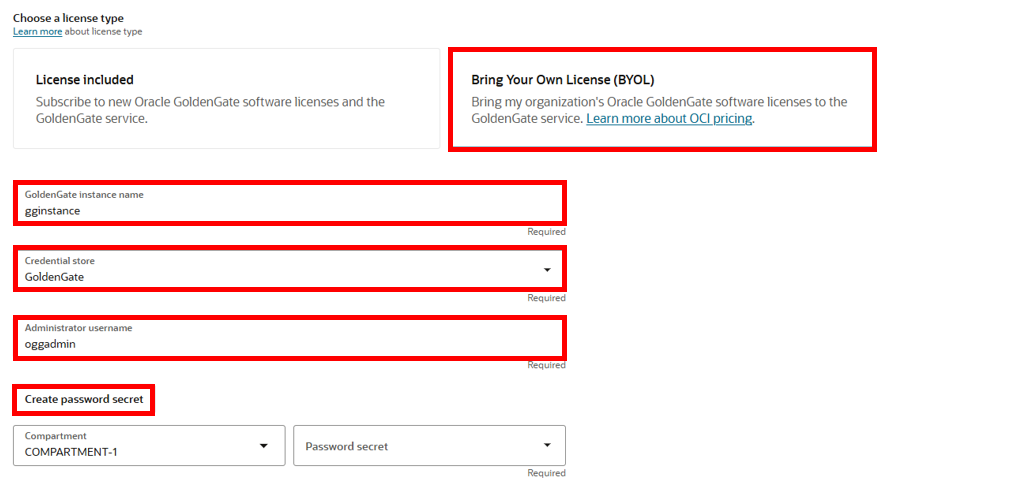 Choose a license type
Learn more about license type
License included
Subscribe to new Oracle GoldenGate software licenses and the
GoldenGate service.
Bring Your Own License (BYOL)
Bring my organization's Oracle GoldenGate software licenses to the
GoldenGate service. Learn more about OCI pricing.
GoldenGate instance name
gginstance
Required
Credential store
GoldenGate
Required
Administrator username
oggadmin
Required
Create password secret
Compartment
COMPARTMENT-1
Password secret
Required